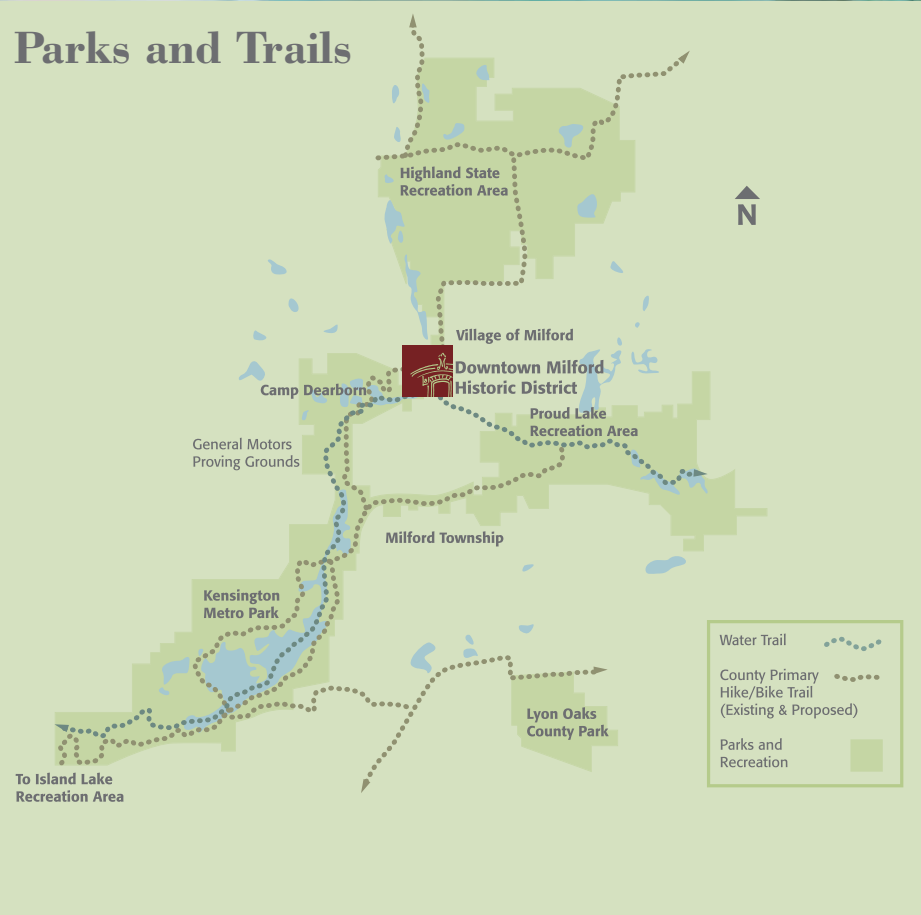 Parks and Trails
Highland State
Recreation Area
N
Village of Milford
Downtown Milford
Historic District
Camp Dearborn
Proud Lake
Recreation Area
General Motors
Proving Grounds
Milford Township
Kensington
Metro Park
Water Trail
County Primary
Hike/Bike Trail
(Existing & Proposed)
Parks and
Recreation
Lyon Oaks
County Park
To Island Lake
Recreation Area